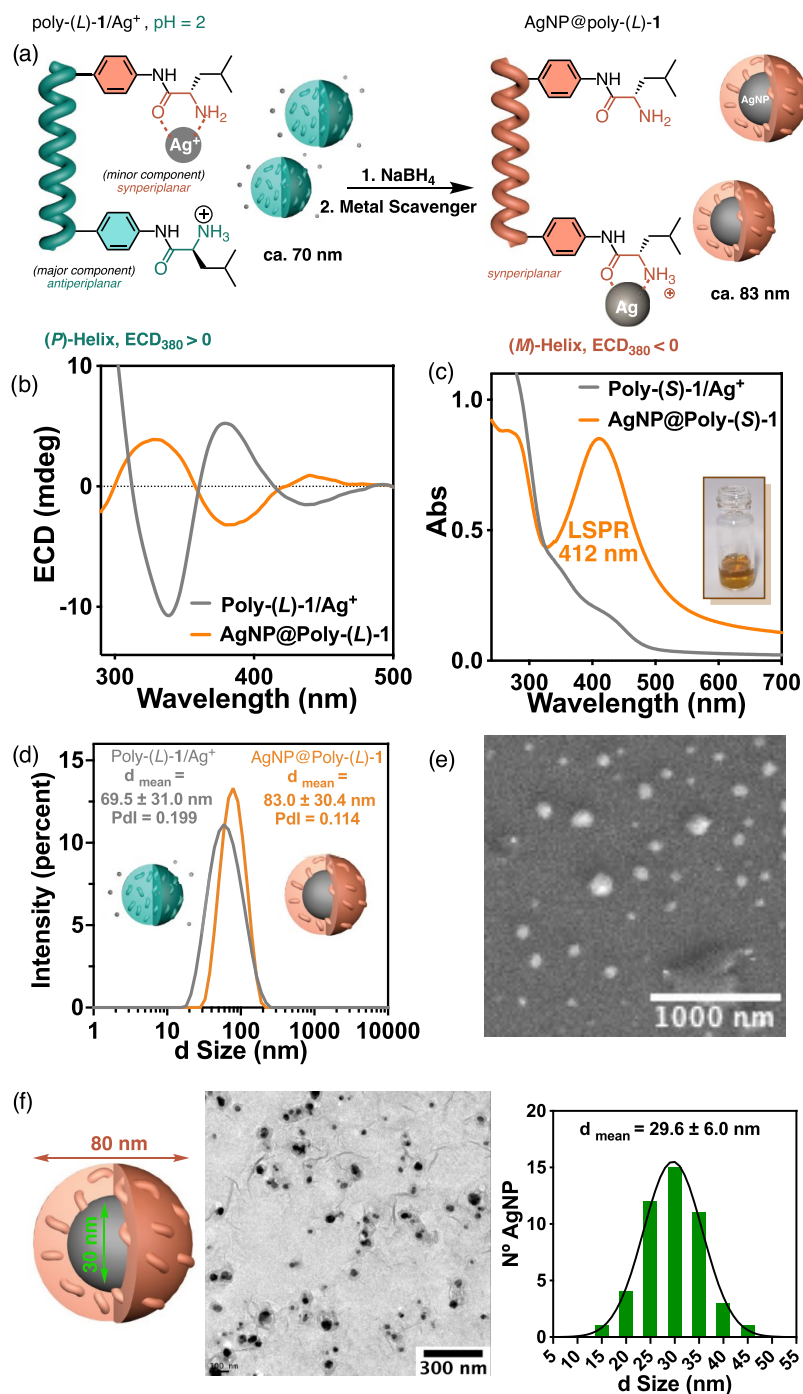 poly-(L)-1/Ag⁺ , pH = 2
AgNP@poly-(L)-1
(a)
NH
O
NH₂
Ag⁺
(minor component)
synperiplanar
NH
O
⊕
NH₃
(major component)
antiperiplanar
ca. 70 nm
1. NaBH₄
2. Metal Scavenger
NH
O
NH₂
AgNP
NH
O
NH₃
⊕
Ag
synperiplanar
ca. 83 nm
(P)-Helix, ECD₃₈₀ > 0
(M)-Helix, ECD₃₈₀ < 0
(b)
10
0
-10
ECD (mdeg)
Poly-(L)-1/Ag⁺
AgNP@Poly-(L)-1
300
400
500
Wavelength (nm)
(c)
Poly-(S)-1/Ag⁺
AgNP@Poly-(S)-1
1.0
0.5
0.0
Abs
LSPR
412 nm
300
400
500
600
700
Wavelength (nm)
(d)
15
10
5
0
Intensity (percent)
Poly-(L)-1/Ag⁺
d mean =
69.5 ± 31.0 nm
PdI = 0.199
AgNP@Poly-(L)-1
d mean =
83.0 ± 30.4 nm
PdI = 0.114
1
10
100
1000
10000
d Size (nm)
(e)
1000 nm
(f)
80 nm
30 nm
100 nm
300 nm
20
15
10
5
0
Nº AgNP
d mean = 29.6 ± 6.0 nm
5
10
15
20
25
30
35
40
45
50
55
d Size (nm)